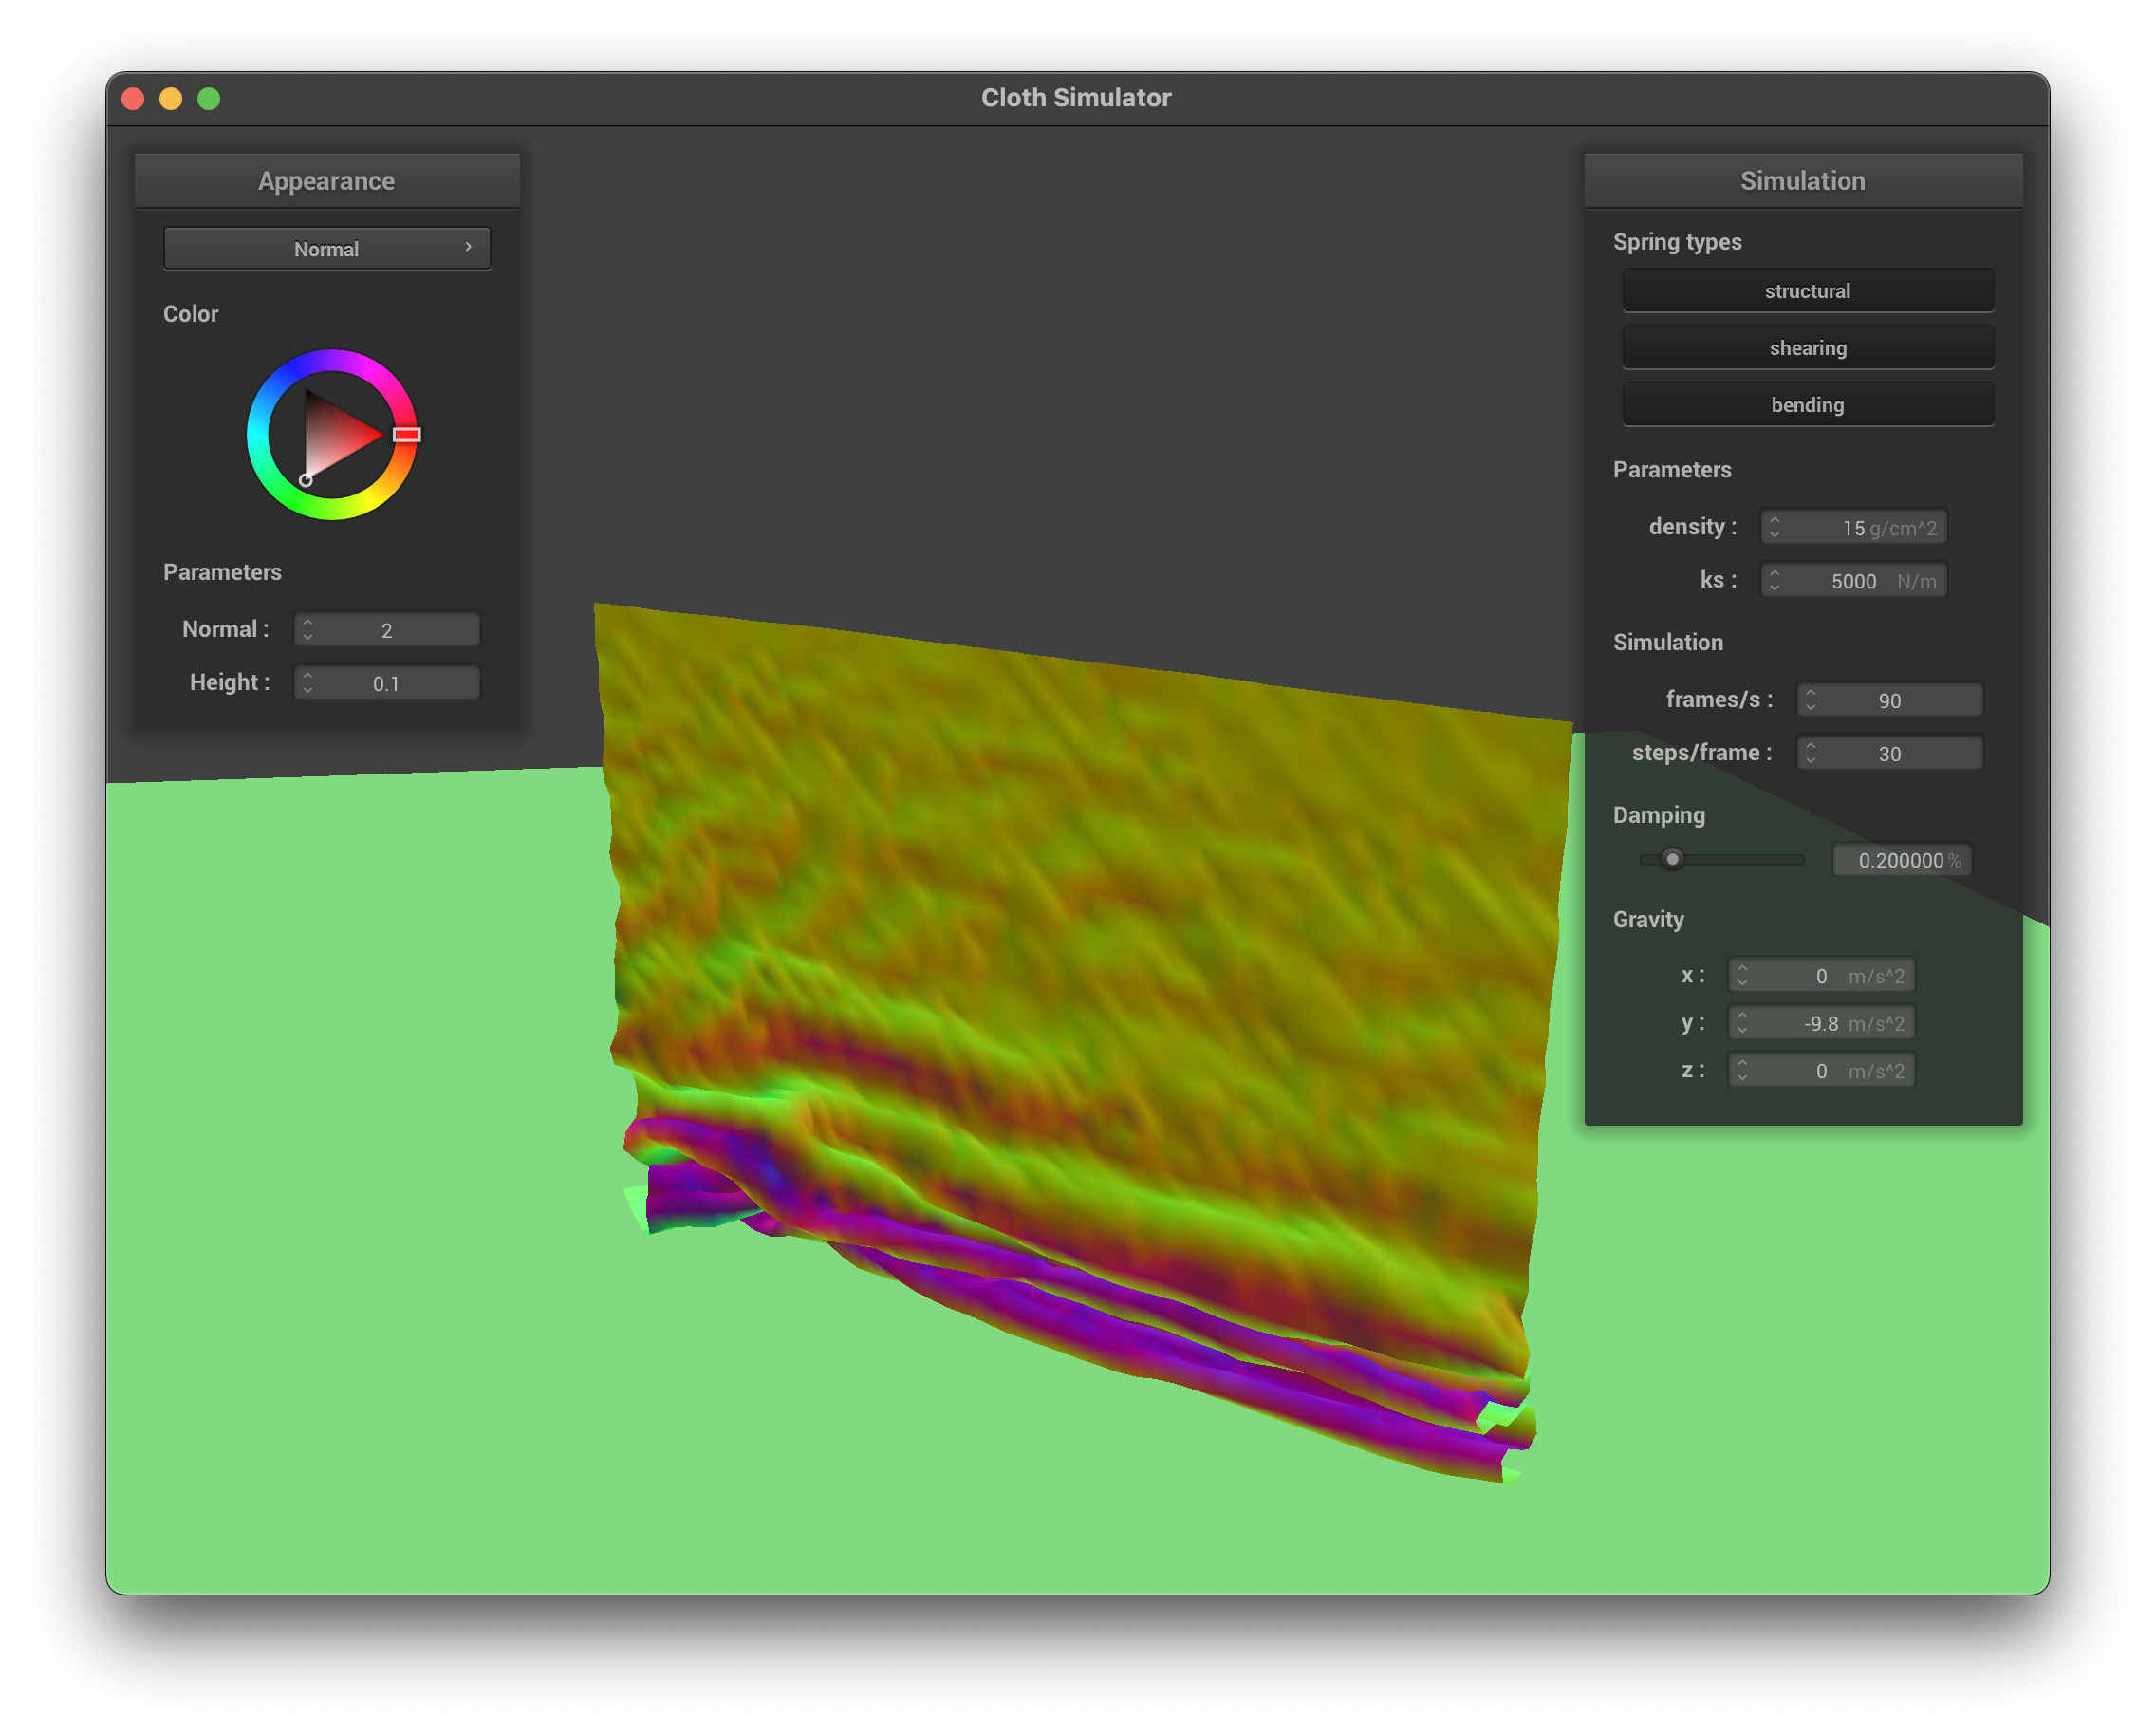 Cloth Simulator
Appearance
Normal
Color
Parameters
Normal : 2
Height : 0.1
Simulation
Spring types
structural
shearing
bending
Parameters
density : 15 g/cm^2
ks : 5000 N/m
Simulation
frames/s : 90
steps/frame : 30
Damping
0.200000 %
Gravity
x : 0 m/s^2
y : -9.8 m/s^2
z : 0 m/s^2